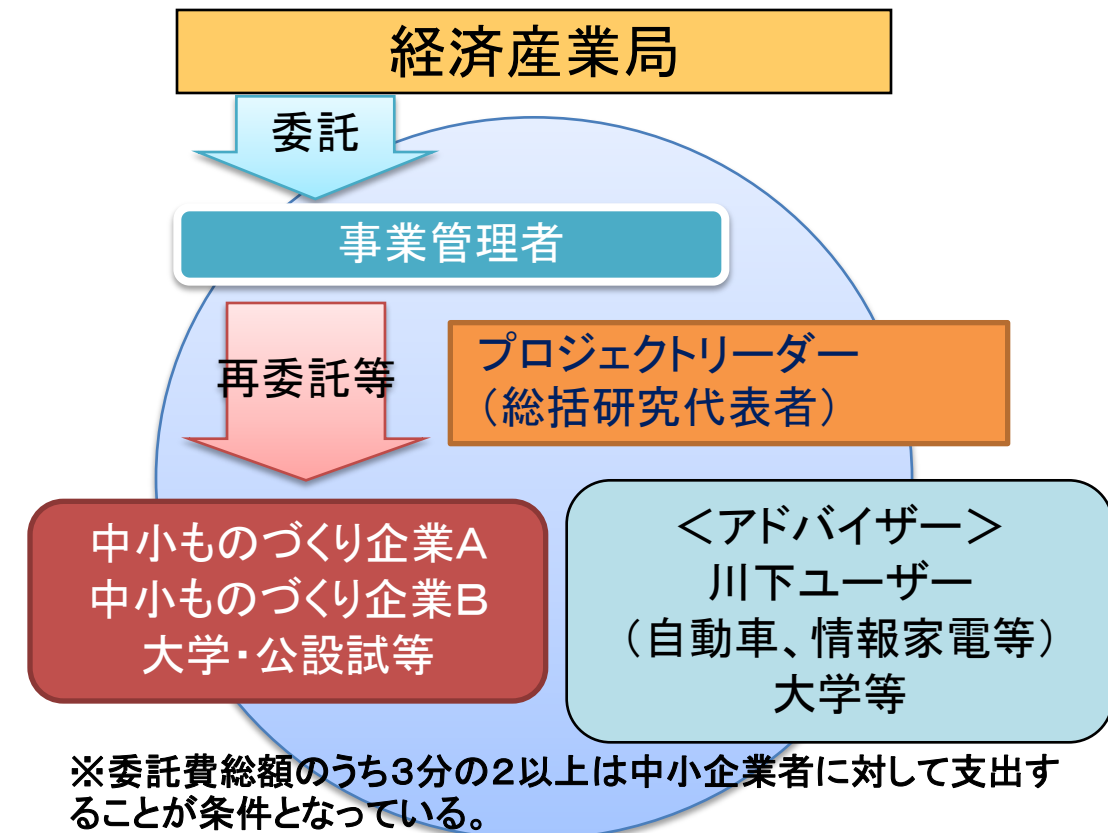 経済産業局
委託
事業管理者
再委託等
プロジェクトリーダー
（総括研究代表者）
中小ものづくり企業A
中小ものづくり企業B
大学・公設試等
＜アドバイザー＞
川下ユーザー
（自動車、情報家電等）
大学等
※委託費総額のうち３分の２以上は中小企業者に対して支出す
ることが条件となっている。